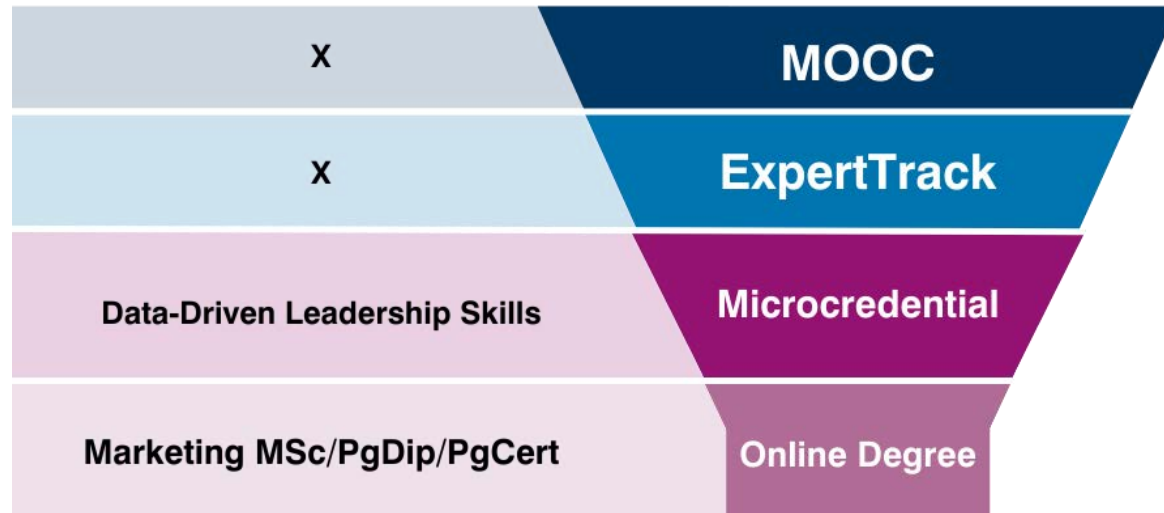 X
MOOC
X
ExpertTrack
Data-Driven Leadership Skills
Microcredential
Marketing MSc/PgDip/PgCert
Online Degree